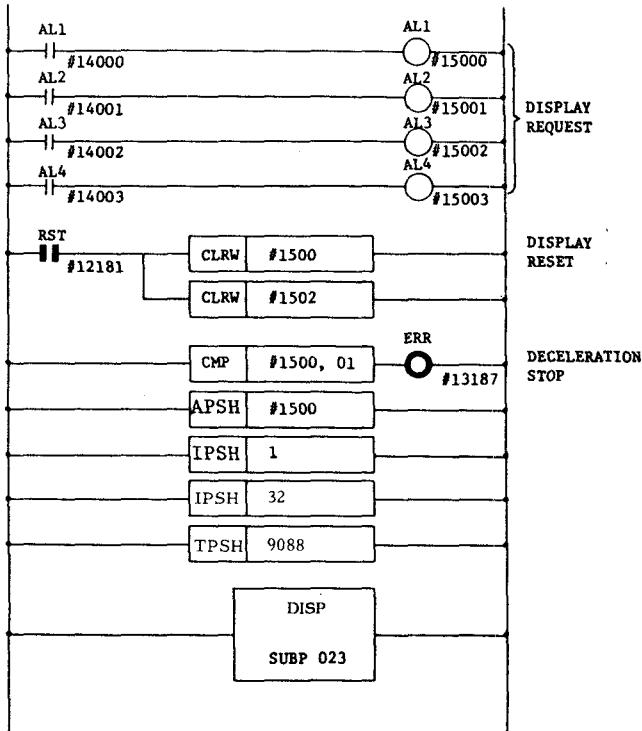 AL1 AL1
#14000 #15000
AL2 AL2
#14001 #15001
DISPLAY
REQUEST
AL3 AL3
#14002 #15002
AL4 AL4
#14003 #15003
RST
#12181
CLRW #1500
DISPLAY
RESET
CLRW #1502
ERR
CMP #1500, 01
#13187
DECELERATION
STOP
APSH #1500
IPSH 1
IPSH 32
TPSH 9088
DISP
SUBP 023